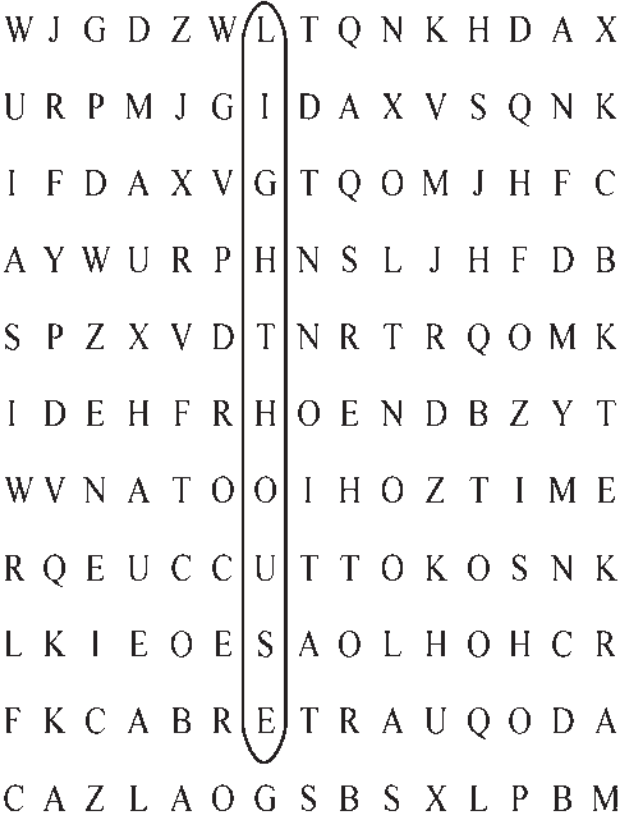 W J G D Z W L T Q N K H D A X
U R P M J G I D A X V S Q N K
I F D A X V G T Q O M J H F C
A Y W U R P H N S L J H F D B
S P Z X V D T N R T R Q O M K
I D E H F R H O E N D B Z Y T
W V N A T O O I H O Z T I M E
R Q E U C C U T T O K O S N K
L K I E O E S A O L H O H C R
F K C A B R E T R A U Q O D A
C A Z L A O G S B S X L P B M